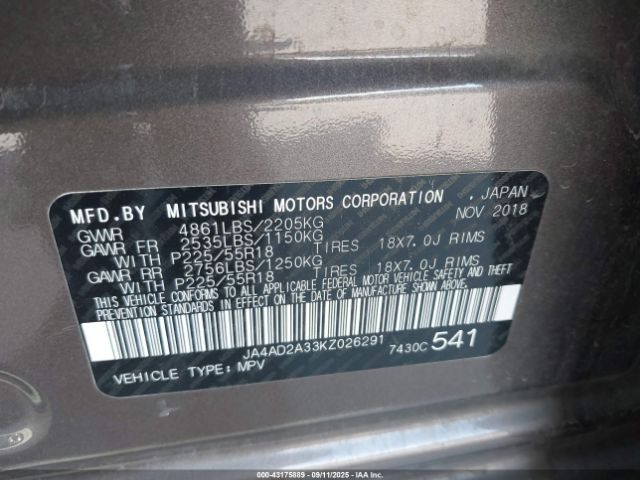 MFD.BY MITSUBISHI MOTORS CORPORATION , JAPAN
GVWR 4861LBS/2205KG NOV 2018
GAWR FR 2535LBS/1150KG
WITH P225/55R18 TIRES 18X7.0J RIMS
GAWR RR 2756LBS/1250KG
WITH P225/55R18 TIRES 18X7.0J RIMS
THIS VEHICLE CONFORMS TO ALL APPLICABLE FEDERAL MOTOR VEHICLE SAFETY AND THEFT
PREVENTION STANDARDS IN EFFECT ON THE DATE OF MANUFACTURE SHOWN ABOVE.
JA4AD2A33KZ026291 7430C 541
VEHICLE TYPE: MPV
000-43175889 - 09/11/2025 - IAA Inc.